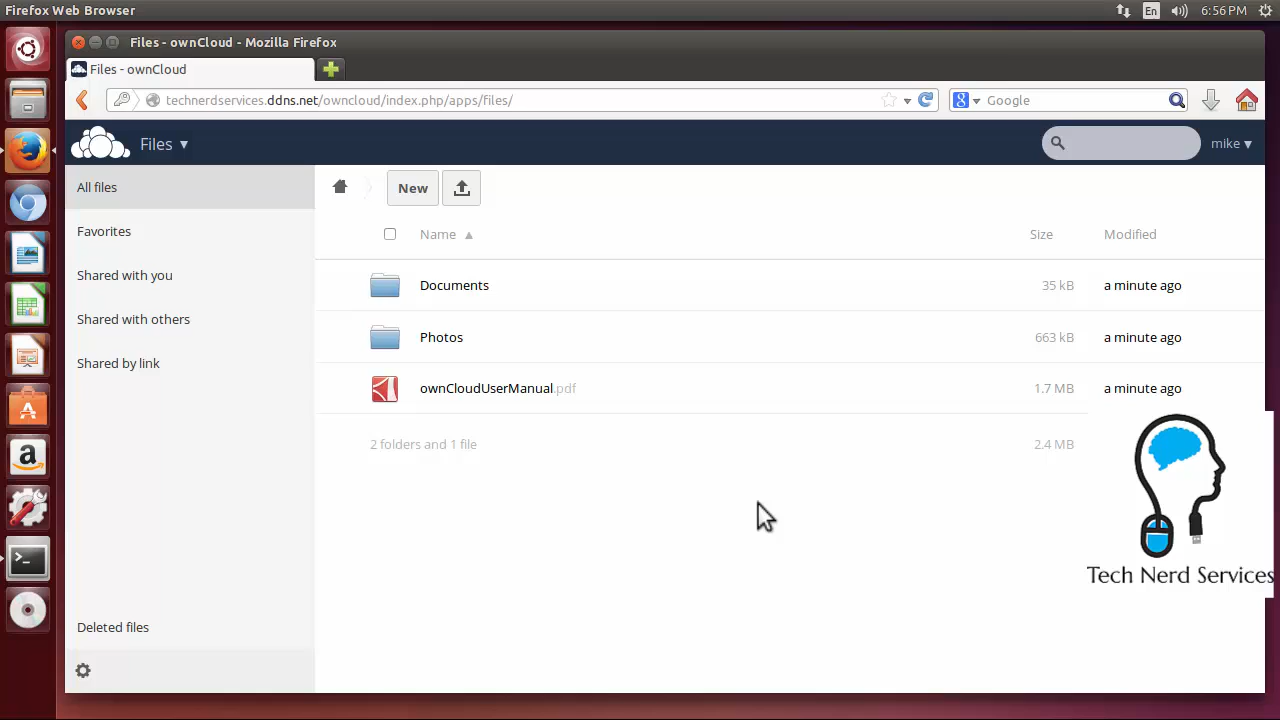 Firefox Web Browser
En
6:56 PM
Files - ownCloud - Mozilla Firefox
Files - ownCloud
technerdservices.ddns.net/owncloud/index.php/apps/files/
8
Google
Files ▾
mike ▾
All files
Favorites
Shared with you
Shared with others
Shared by link
Deleted files
New
Name ▲ Size Modified
Documents 35 kB a minute ago
Photos 663 kB a minute ago
ownCloudUserManual.pdf 1.7 MB a minute ago
2 folders and 1 file 2.4 MB
Tech Nerd Services